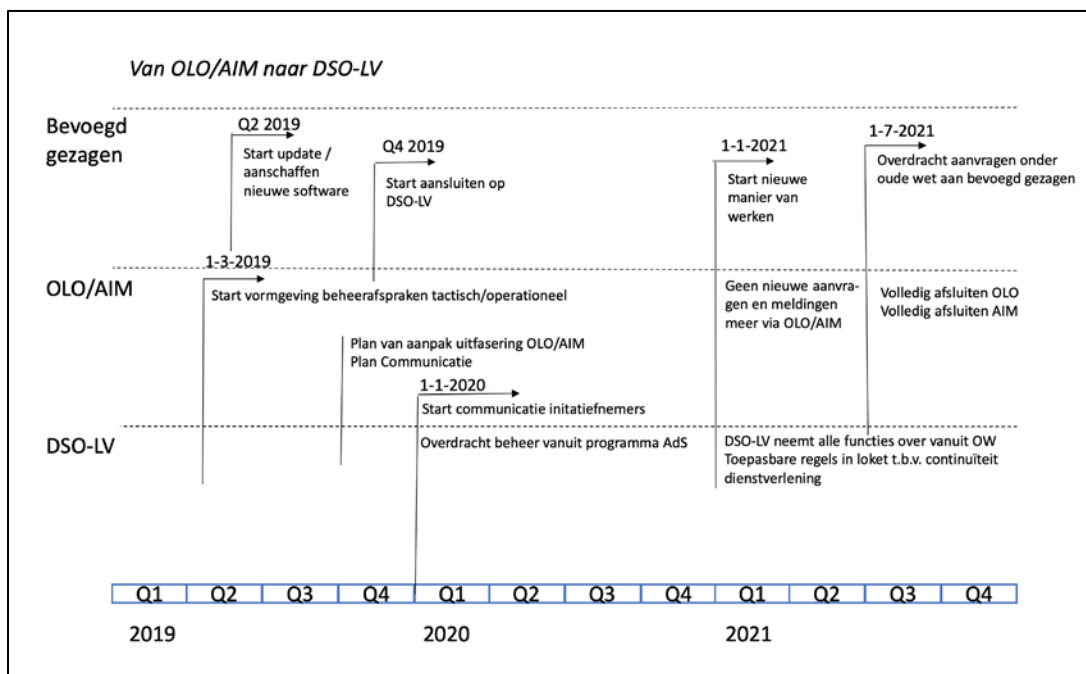 Van OLO/AIM naar DSO-LV
Bevoegd
gezagen
Q2 2019
Start update /
aanschaffen
nieuwe software
Q4 2019
Start aansluiten op
DSO-LV
1-1-2021
Start nieuwe
manier van
werken
1-7-2021
Overdracht aanvragen onder
oude wet aan bevoegd gezagen
OLO/AIM
1-3-2019
Start vormgeving beheerafspraken tactisch/operationeel
Plan van aanpak uitfasering OLO/AIM
Plan Communicatie
1-1-2020
Start communicatie initatiefnemers
Geen nieuwe aanvra-
gen en meldingen
meer via OLO/AIM
Volledig afsluiten OLO
Volledig afsluiten AIM
DSO-LV
Overdracht beheer vanuit programma AdS
DSO-LV neemt alle functies over vanuit OW
Toepasbare regels in loket t.b.v. continuïteit
dienstverlening
Q1 Q2 Q3 Q4 Q1 Q2 Q3 Q4 Q1 Q2 Q3 Q4
2019 2020 2021